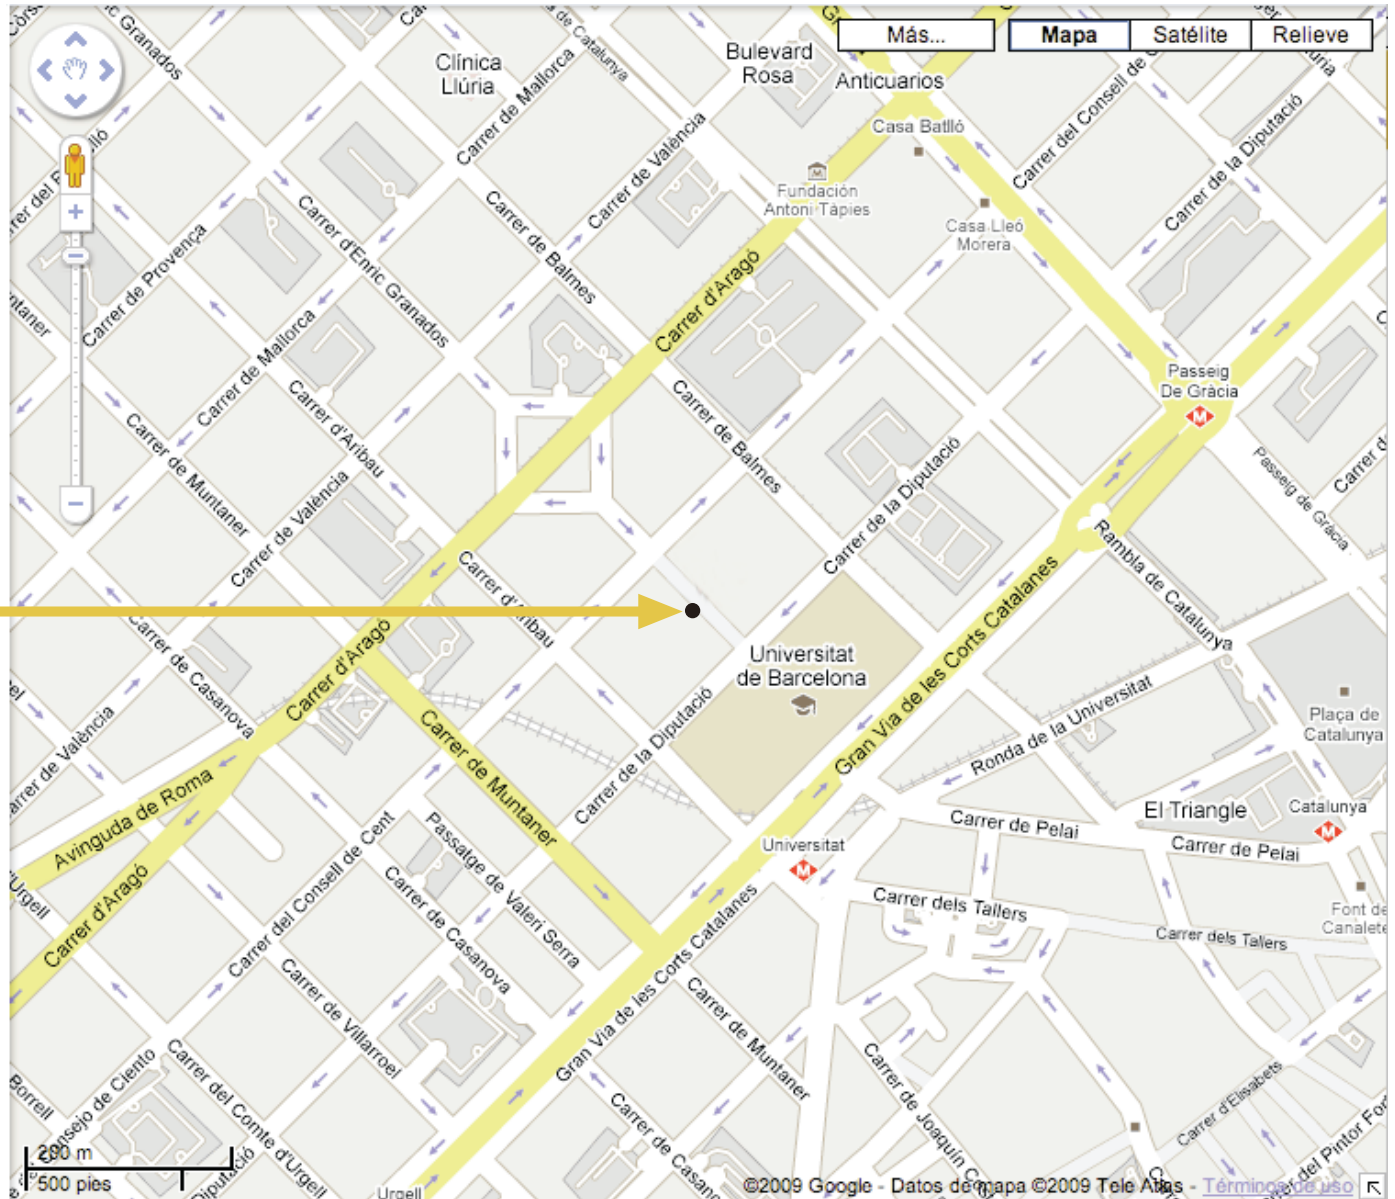 Más...
Mapa
Satélite
Relieve
Granados
Clínica
Llúria
Carrer de Mallorca
Bulevard
Rosa
Anticuarios
Casa Batlló
Carrer del Consell de
Carrer de la Diputació
Carrer de València
Fundación
Antoni Tàpies
Casa Lleó
Morera
Carrer de Provença
Carrer d'Enric Granados
Carrer de Balmes
Carrer d'Aragó
Carrer de Mallorca
Carrer d'Aribau
Passeig
De Gràcia
Carrer de Muntaner
Carrer de València
Carrer de Balmes
Carrer de la Diputació
Passeig de Gràcia
Rambla de Catalunya
Carrer d'Aribau
Carrer de Casanova
Carrer d'Aragó
Universitat
de Barcelona
Gran Via de les Corts Catalanes
Ronda de la Universitat
Plaça de
Catalunya
Carrer de la Diputació
Carrer de Muntaner
Avinguda de Roma
Carrer d'Aragó
Carrer del Consell de Cent
Passatge de Valeri Serra
Carrer de Casanova
Universitat
Carrer de Pelai
El Triangle
Catalunya
Carrer de Pelai
Carrer dels Tallers
Carrer dels Tallers
Font de
Gran Via de les Corts Catalanes
Carrer de Villarroel
Carrer de Muntaner
Carrer del Comte d'Urgell
Borrell
Consejo de Ciento
Carrer de Joaquín
Carrer d'Elisabets
Urgell
200 m
500 pies
©2009 Google - Datos de mapa ©2009 Tele Atlas - Términos de uso